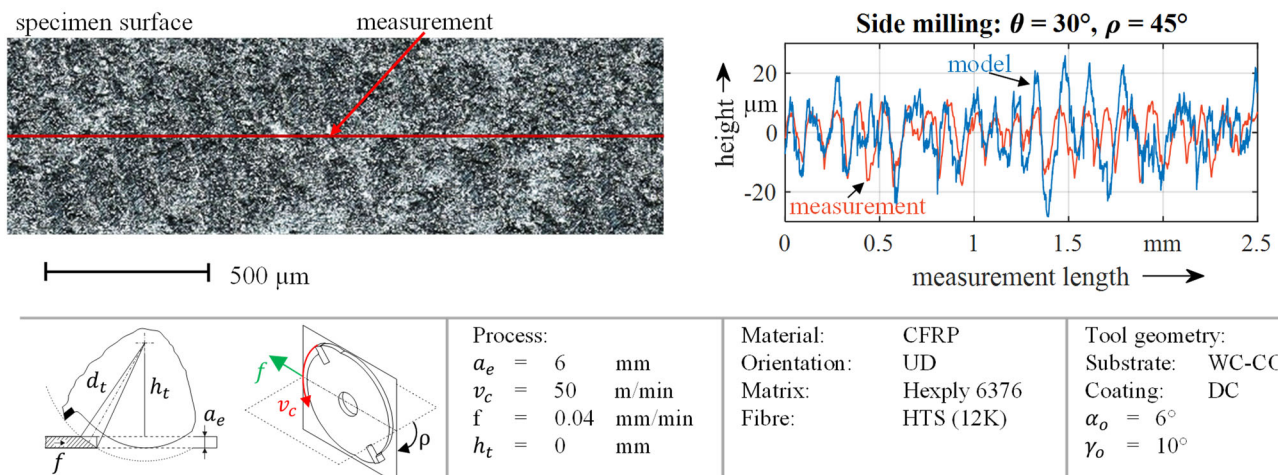 specimen surface
measurement
500 µm
Side milling: θ = 30°, ρ = 45°
height
20
µm
0
-20
model
measurement
0 0.5 1 1.5 mm 2.5
measurement length
d_t
h_t
a_e
f
f
v_c
ρ
Process:
a_e = 6 mm
v_c = 50 m/min
f = 0.04 mm/min
h_t = 0 mm
Material: CFRP
Orientation: UD
Matrix: Hexply 6376
Fibre: HTS (12K)
Tool geometry:
Substrate: WC-CO
Coating: DC
α_o = 6°
γ_o = 10°